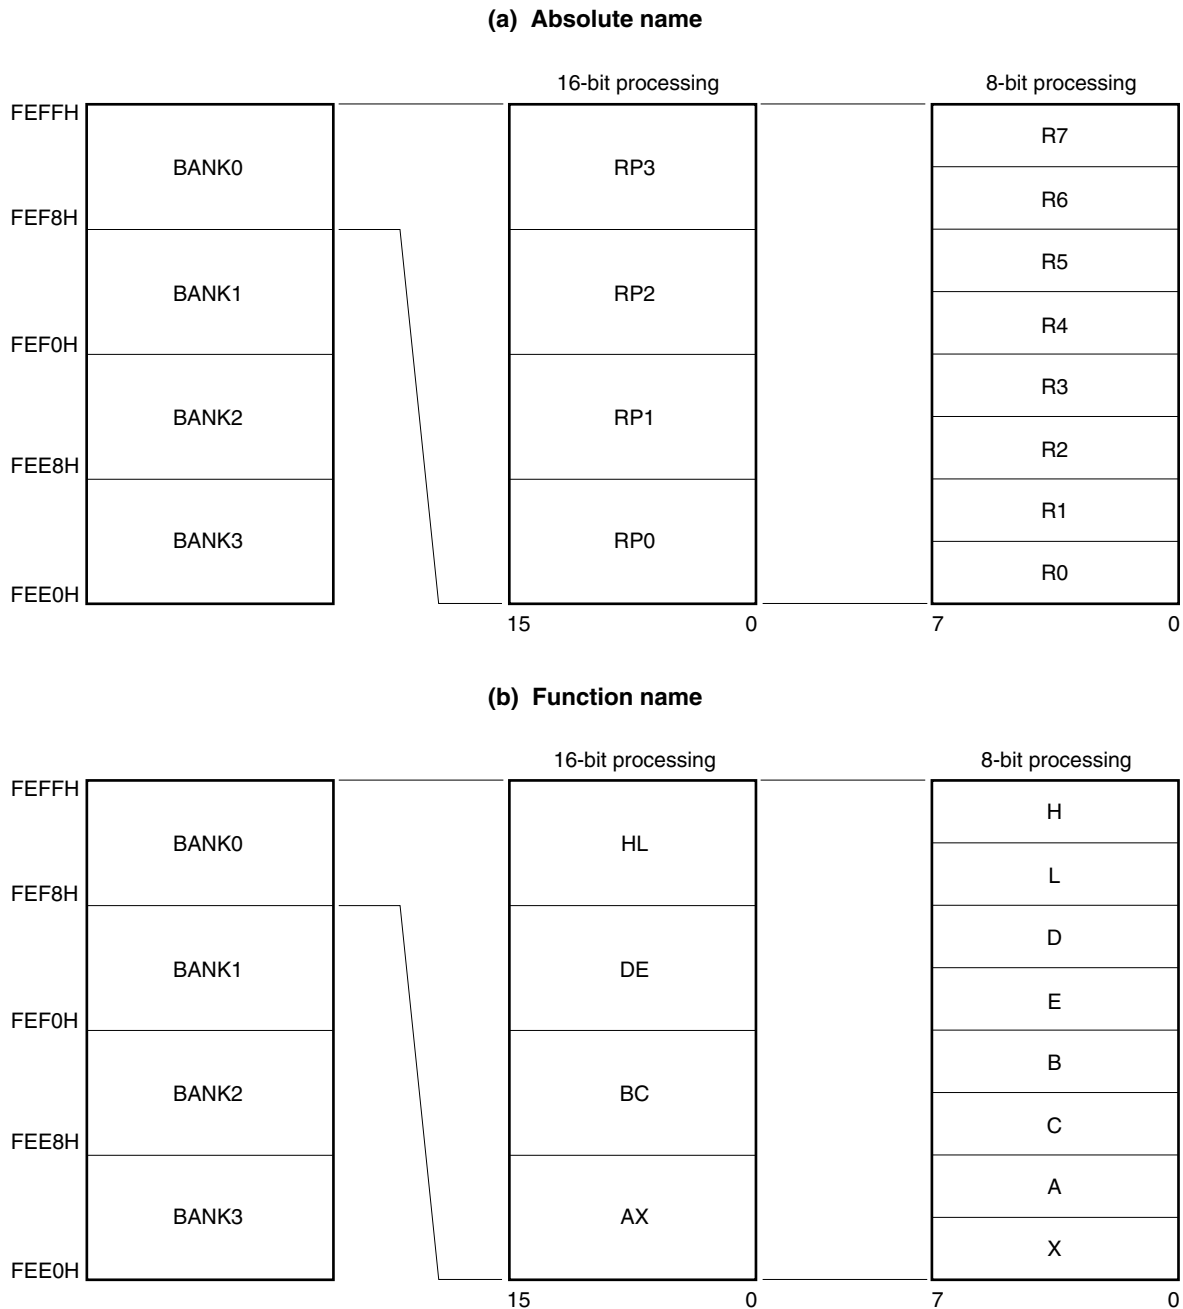 (a) Absolute name
16-bit processing 8-bit processing
FEFFH
BANK0 RP3 R7
R6
FEF8H
BANK1 RP2 R5
R4
FEF0H
BANK2 RP1 R3
R2
FEE8H
BANK3 RP0 R1
R0
FEE0H
15 0 7 0
(b) Function name
16-bit processing 8-bit processing
FEFFH
BANK0 HL H
L
FEF8H
BANK1 DE D
E
FEF0H
BANK2 BC B
C
FEE8H
BANK3 AX A
X
FEE0H
15 0 7 0